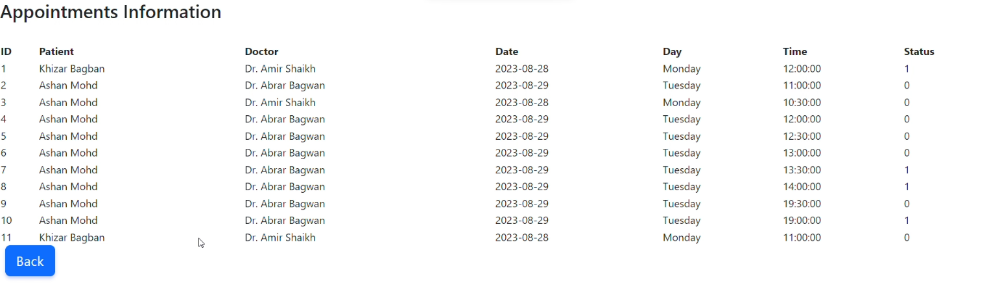 Appointments Information
ID Patient Doctor Date Day Time Status
1 Khizar Bagban Dr. Amir Shaikh 2023-08-28 Monday 12:00:00 1
2 Ashan Mohd Dr. Abrar Bagwan 2023-08-29 Tuesday 11:00:00 0
3 Ashan Mohd Dr. Amir Shaikh 2023-08-28 Monday 10:30:00 0
4 Ashan Mohd Dr. Abrar Bagwan 2023-08-29 Tuesday 12:00:00 0
5 Ashan Mohd Dr. Abrar Bagwan 2023-08-29 Tuesday 12:30:00 0
6 Ashan Mohd Dr. Abrar Bagwan 2023-08-29 Tuesday 13:00:00 0
7 Ashan Mohd Dr. Abrar Bagwan 2023-08-29 Tuesday 13:30:00 1
8 Ashan Mohd Dr. Abrar Bagwan 2023-08-29 Tuesday 14:00:00 1
9 Ashan Mohd Dr. Abrar Bagwan 2023-08-29 Tuesday 19:30:00 0
10 Ashan Mohd Dr. Abrar Bagwan 2023-08-29 Tuesday 19:00:00 1
11 Khizar Bagban Dr. Amir Shaikh 2023-08-28 Monday 11:00:00 0
Back